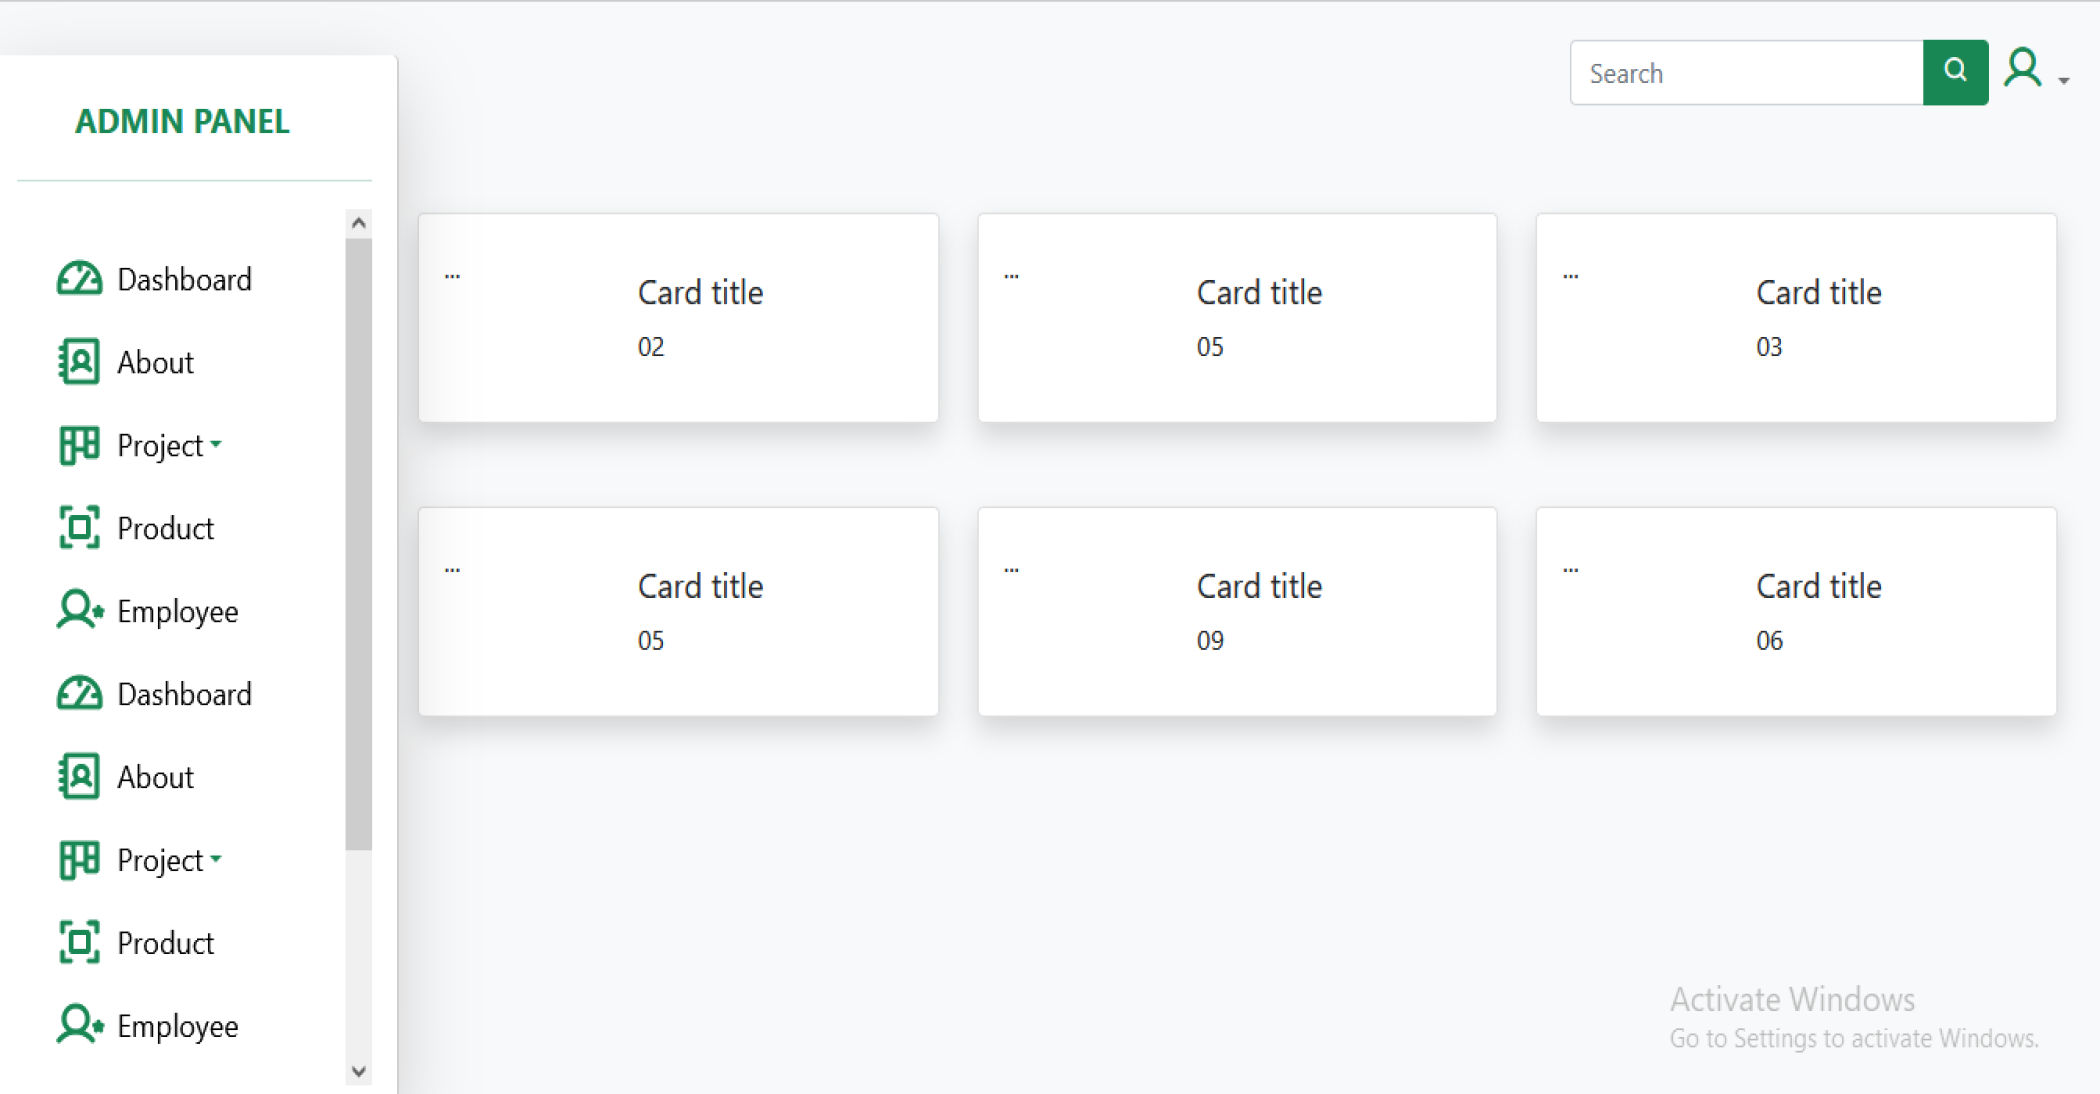 Search
ADMIN PANEL
Dashboard
About
Project
Product
Employee
Dashboard
About
Project
Product
Employee
... Card title
02
... Card title
05
... Card title
03
... Card title
05
... Card title
09
... Card title
06
Activate Windows
Go to Settings to activate Windows.